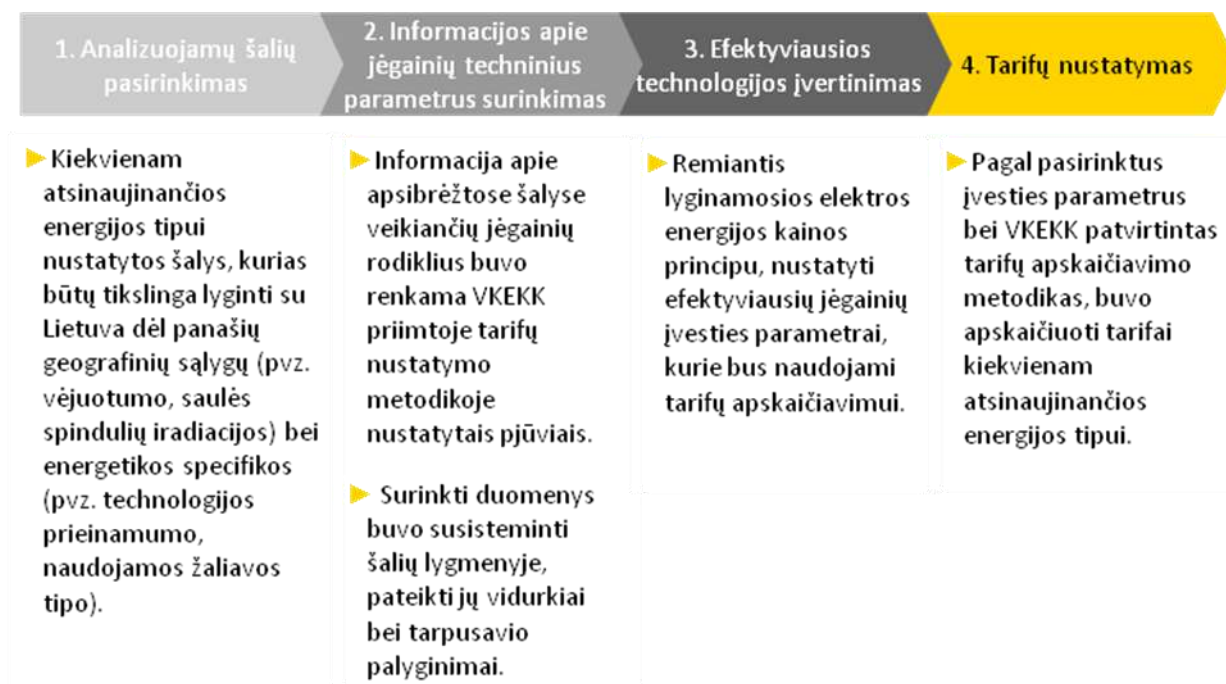 1. Analizuojamų šalių
pasirinkimas
2. Informacijos apie
jėgainių techninius
parametrus surinkimas
3. Efektyviausios
technologijos įvertinimas
4. Tarifų nustatymas
Kiekvienam
atsinaujinančios
energijos tipui
nustatytos šalys, kurias
būtų tikslinga lyginti su
Lietuva dėl panašių
geografinių sąlygų (pvz.
vėjuotumo, saulės
spindulių iradiacijos) bei
energetikos specifikos
(pvz. technologijos
prieinamumo,
naudojamos žaliavos
tipo).
Informacija apie
apsibrėžtose šalyse
veikiančių jėgainių
rodiklius buvo
renkama VKEKK
priimtoje tarifų
nustatymo
metodikoje
nustatytais pjūviais.
Surinkti duomenys
buvo susisteminti
šalių lygmenyje,
pateikti jų vidurkiai
bei tarpusavio
palyginimai.
Remiantis
lyginamosios elektros
energijos kainos
principu, nustatyti
efektyviausių jėgainių
įvesties parametrai,
kurie bus naudojami
tarifų apskaičiavimui.
Pagal pasirinktus
įvesties parametrus
bei VKEKK patvirtintas
tarifų apskaičiavimo
metodikas, buvo
apskaičiuoti tarifai
kiekvienam
atsinaujinančios
energijos tipui.